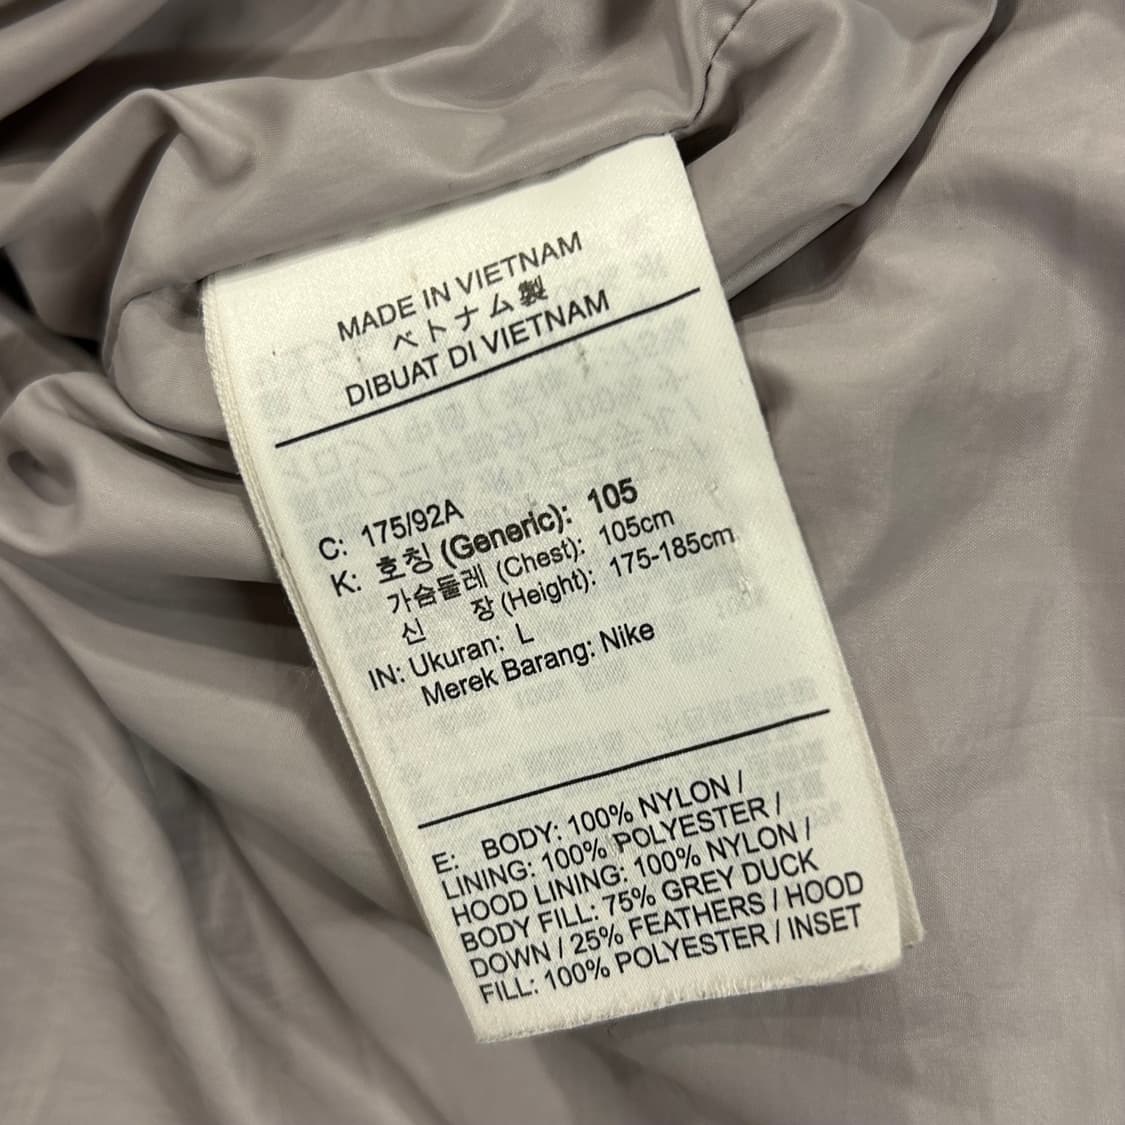 MADE IN VIETNAM
ベトナム製
DIBUAT DI VIETNAM
C: 175/92A
K: 호칭 (Generic): 105
가슴둘레 (Chest): 105cm
신 장 (Height): 175-185cm
IN: Ukuran: L
Merek Barang: Nike
E: BODY: 100% NYLON /
LINING: 100% POLYESTER /
HOOD LINING: 100% NYLON /
BODY FILL: 75% GREY DUCK
DOWN / 25% FEATHERS / HOOD
FILL: 100% POLYESTER / INSET